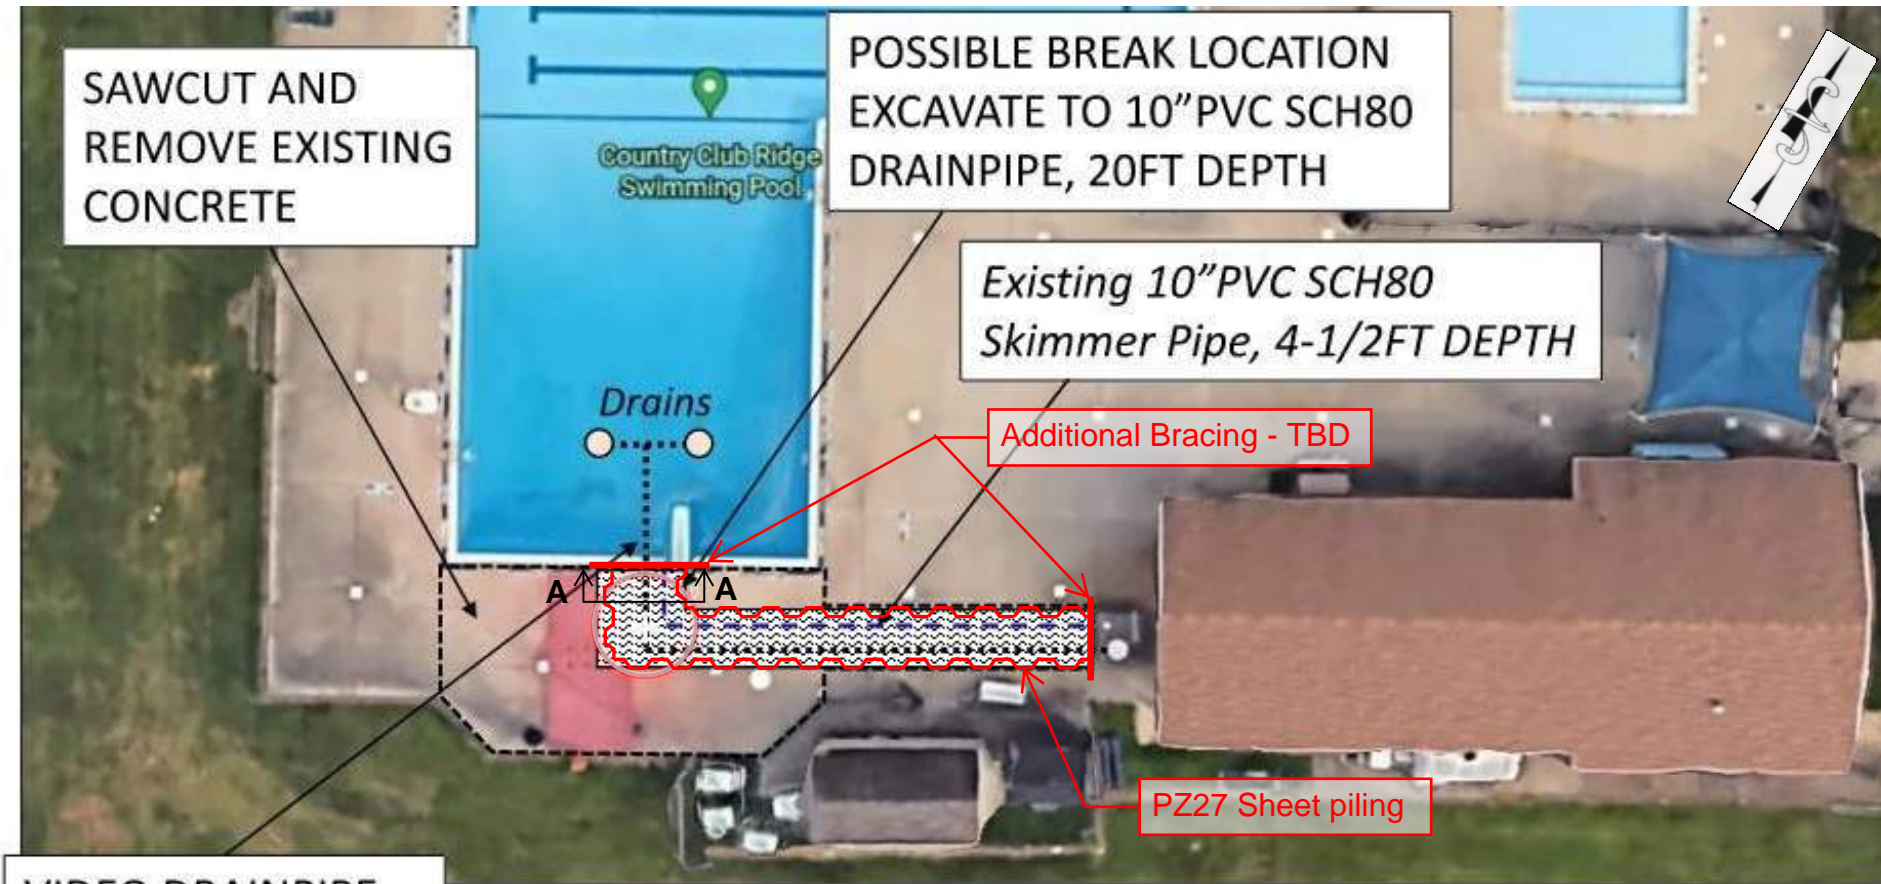 SAWCUT AND
REMOVE EXISTING
CONCRETE
POSSIBLE BREAK LOCATION
EXCAVATE TO 10”PVC SCH80
DRAINPIPE, 20FT DEPTH
Country Club Ridge
Swimming Pool
Existing 10”PVC SCH80
Skimmer Pipe, 4-1/2FT DEPTH
Drains
Additional Bracing - TBD
A
A
PZ27 Sheet piling
VIDEO DRAINPIPE